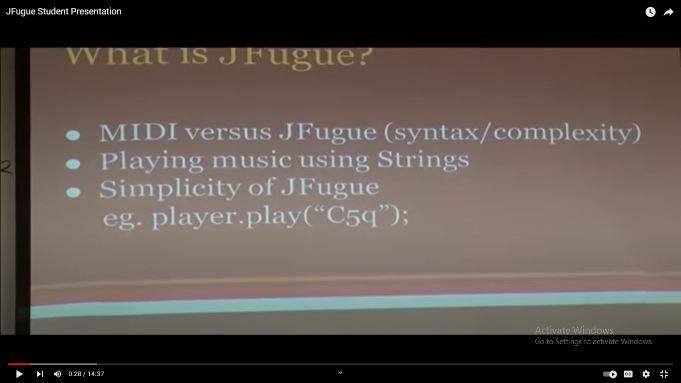 JFugue Student Presentation
What is JFugue?
MIDI versus JFugue (syntax/complexity)
Playing music using Strings
Simplicity of JFugue
eg. player.play(“C5q”);
2
Activate Windows
Go to Settings to activate Windows.
0:28 / 14:37